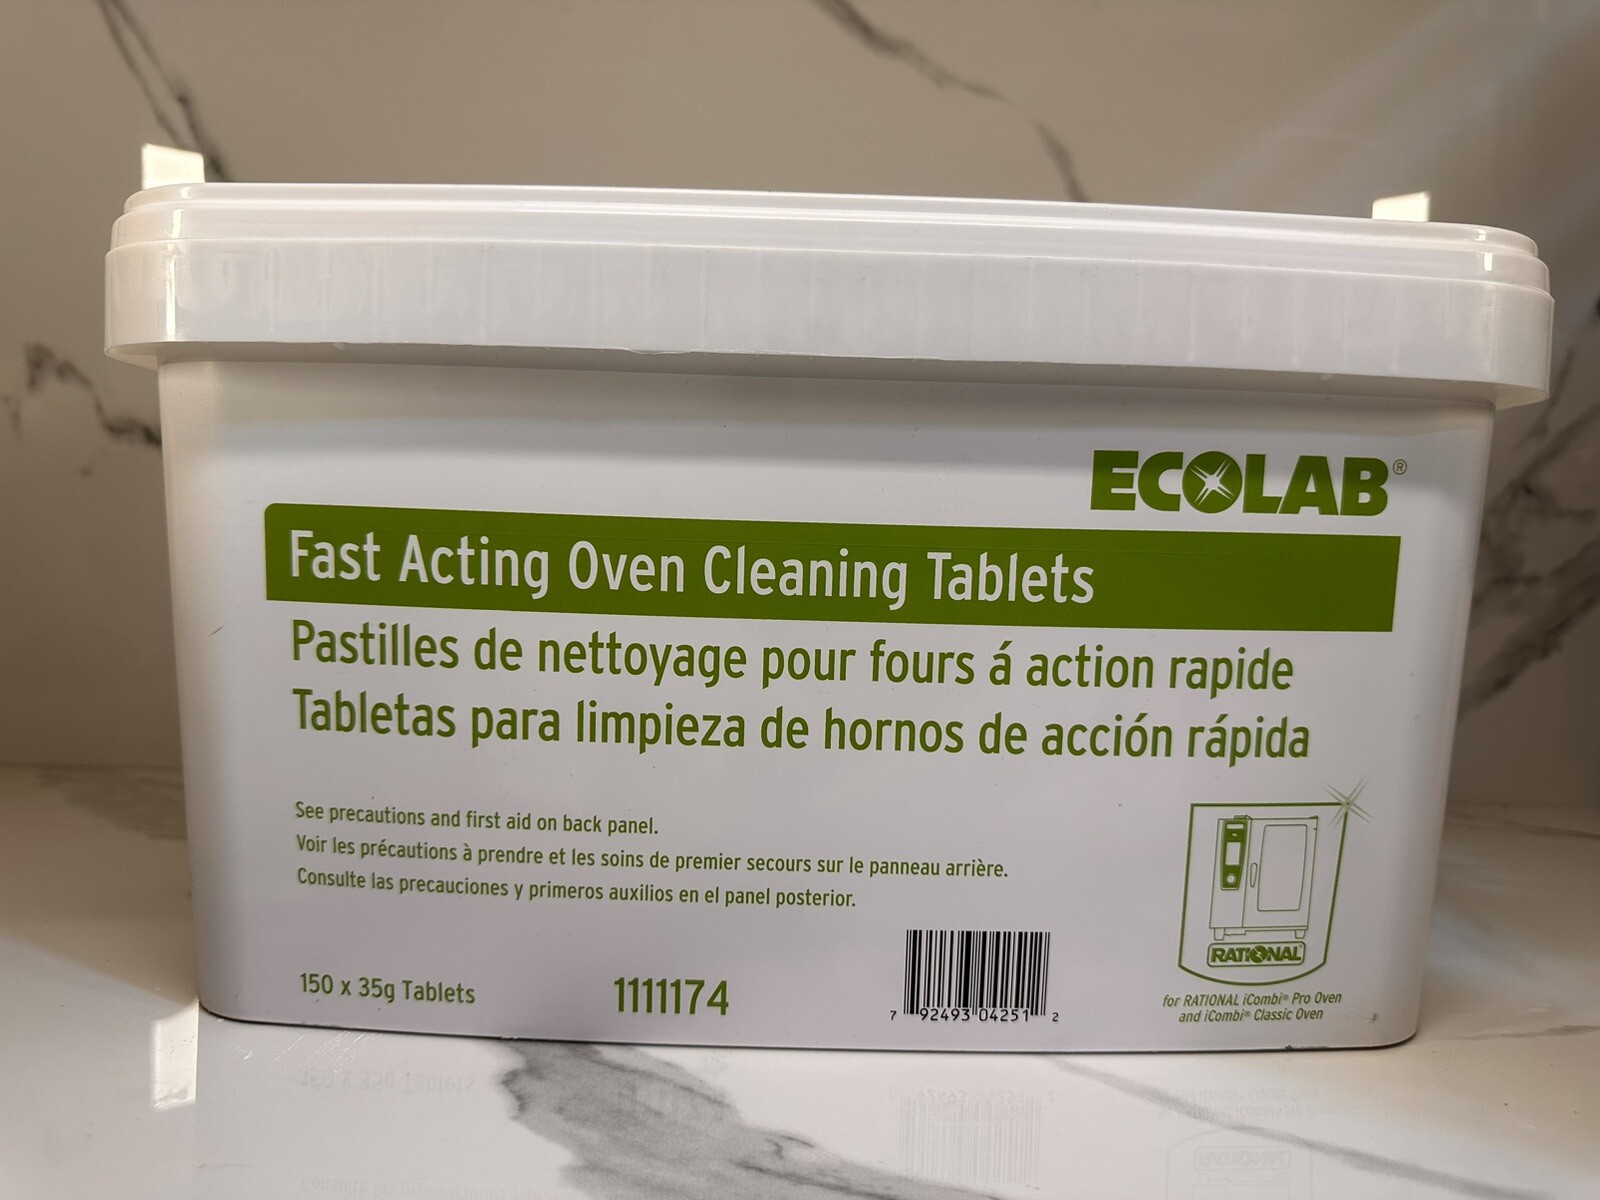 ECOLAB®
Fast Acting Oven Cleaning Tablets
Pastilles de nettoyage pour fours á action rapide
Tabletas para limpieza de hornos de acción rápida
See precautions and first aid on back panel.
Voir les précautions à prendre et les soins de premier secours sur le panneau arrière.
Consulte las precauciones y primeros auxilios en el panel posterior.
150 x 35g Tablets
1111174
7 92493 04251 2
RATIONAL
for RATIONAL iCombi® Pro Oven
and iCombi® Classic Oven